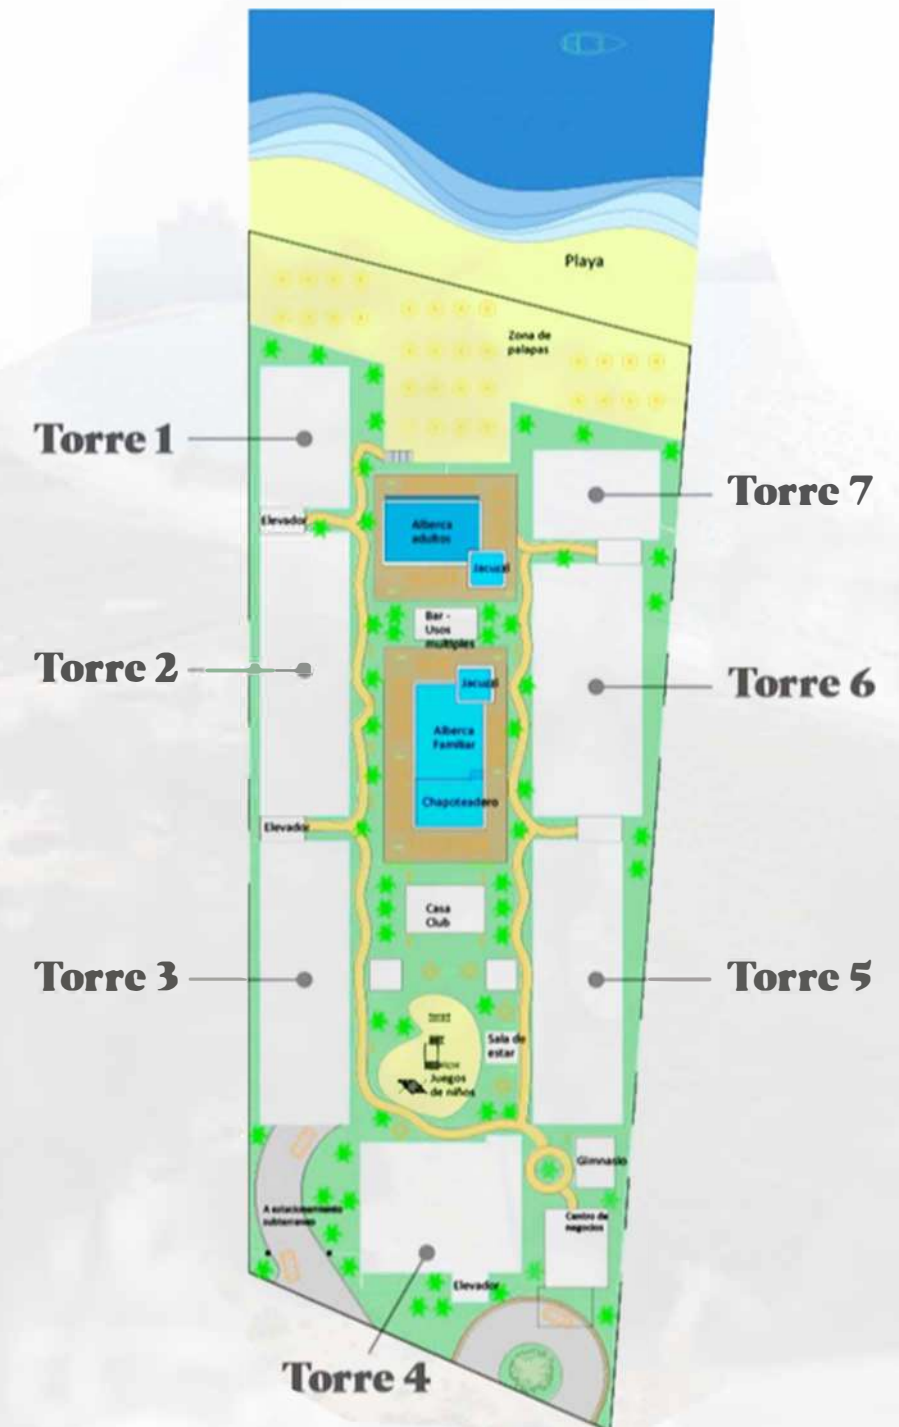 Playa
Zona de
palapas
Torre 1
Torre 7
Elevador
Alberca
adultos
Jacuzzi
Bar -
Usos
multiples
Torre 2
Torre 6
Jacuzzi
Alberca
Familiar
Chapoteadero
Elevador
Casa
Club
Torre 3
Torre 5
Sala de
estar
Juegos
de niños
Gimnasio
A estacionamiento
subterraneo
Centro de
negocios
Elevador
Torre 4